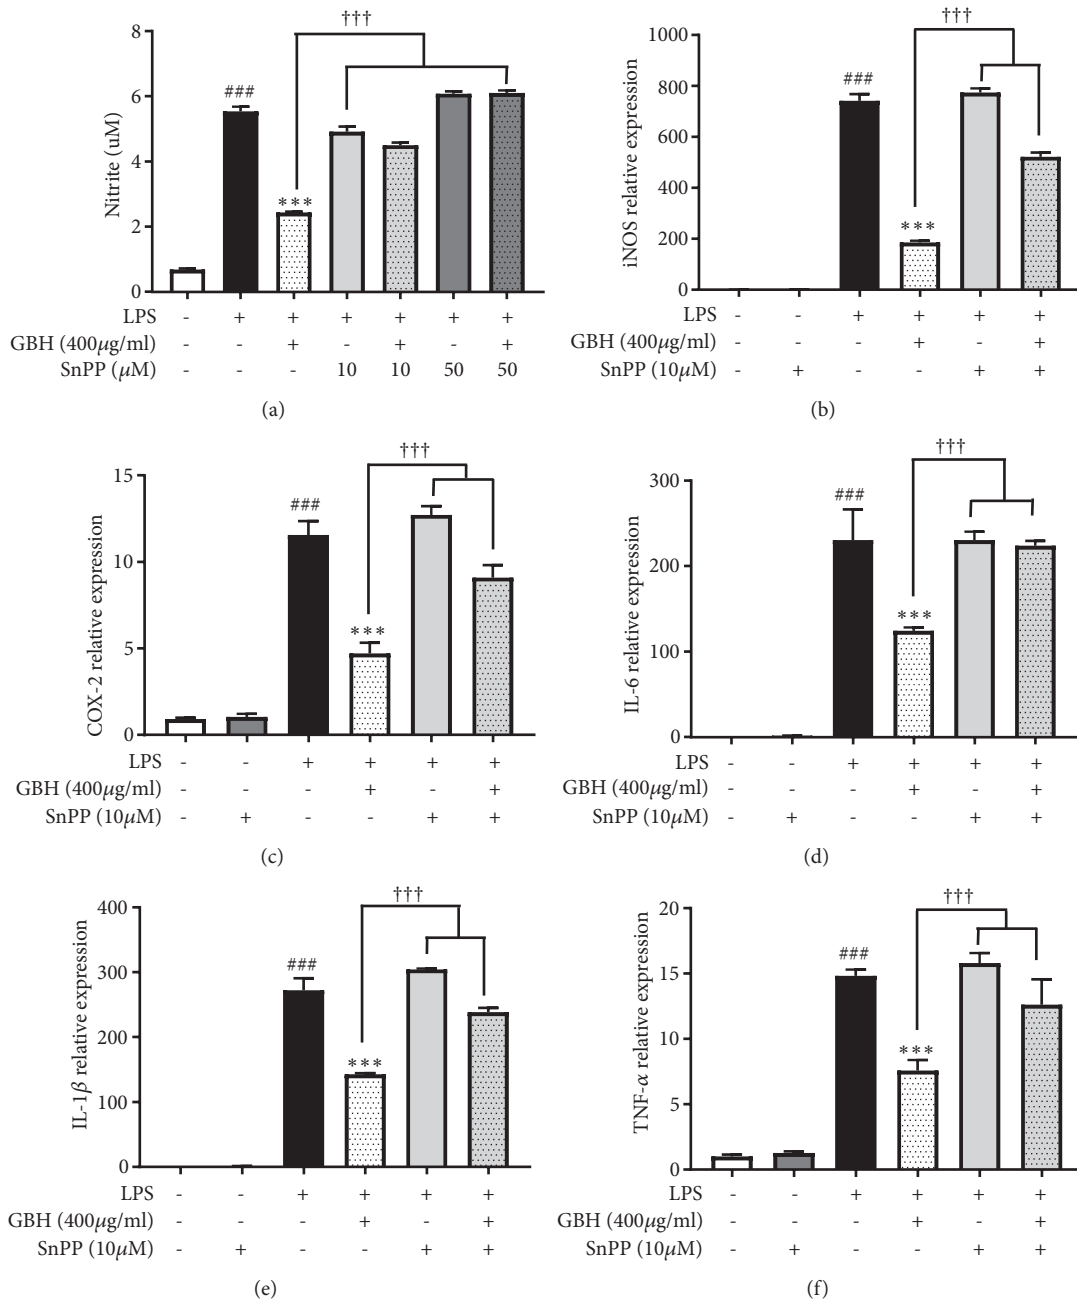 †††
###
***
Nitrite (uM)
8
6
4
2
0
LPS - + + + + + +
GBH (400μg/ml) - - + - + - +
SnPP (μM) - - - 10 10 50 50
(a)
†††
###
***
iNOS relative expression
1000
800
600
400
200
0
LPS - - + + + +
GBH (400μg/ml) - - - + - +
SnPP (10μM) - + - - + +
(b)
†††
###
***
COX-2 relative expression
15
10
5
0
LPS - - + + + +
GBH (400μg/ml) - - - + - +
SnPP (10μM) - + - - + +
(c)
†††
###
***
IL-6 relative expression
300
200
100
0
LPS - - + + + +
GBH (400μg/ml) - - - + - +
SnPP (10μM) - + - - + +
(d)
†††
###
***
IL-1β relative expression
400
300
200
100
0
LPS - - + + + +
GBH (400μg/ml) - - - + - +
SnPP (10μM) - + - - + +
(e)
†††
###
***
TNF-α relative expression
20
15
10
5
0
LPS - - + + + +
GBH (400μg/ml) - - - + - +
SnPP (10μM) - + - - + +
(f)